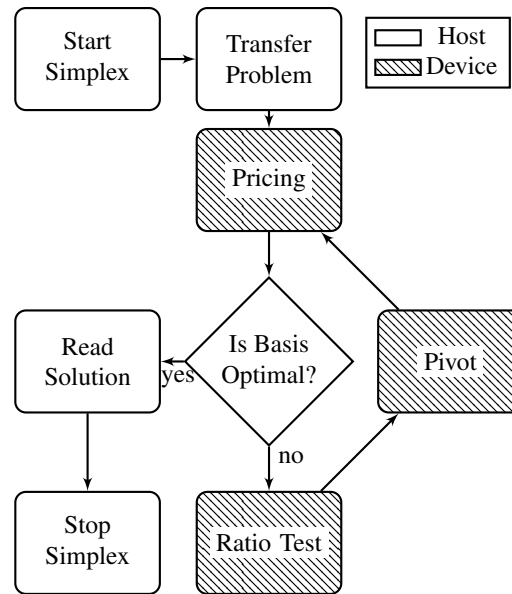 Start
Simplex
Transfer
Problem
Host
Device
Pricing
Is Basis
Optimal?
yes
no
Read
Solution
Pivot
Stop
Simplex
Ratio Test